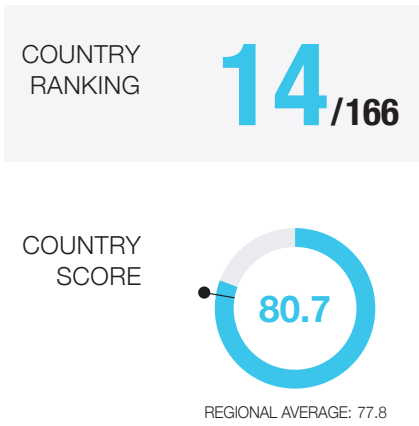 COUNTRY
RANKING
14/166
COUNTRY
SCORE
80.7
REGIONAL AVERAGE: 77.8